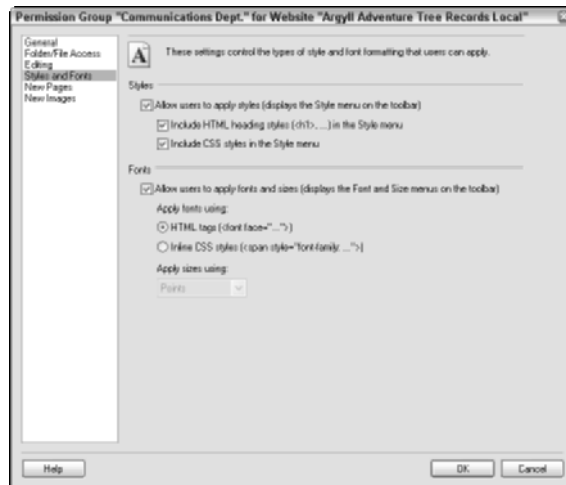 Permission Group "Communications Dept." for Website "Argyll Adventure Tree Records Local"
General
Folder/File Access
Editing
Styles and Fonts
New Pages
New Images
A
These settings control the types of style and font formatting that users can apply.
Styles
Allow users to apply styles (displays the Style menu on the toolbar)
Include HTML heading styles (<h1>, ...) in the Style menu
Include CSS styles in the Style menu
Fonts
Allow users to apply fonts and sizes (displays the Font and Size menus on the toolbar)
Apply fonts using:
HTML tags (<font face="...">)
Inline CSS styles (<span style="font-family: ...">)
Apply sizes using:
Points
Help
OK
Cancel